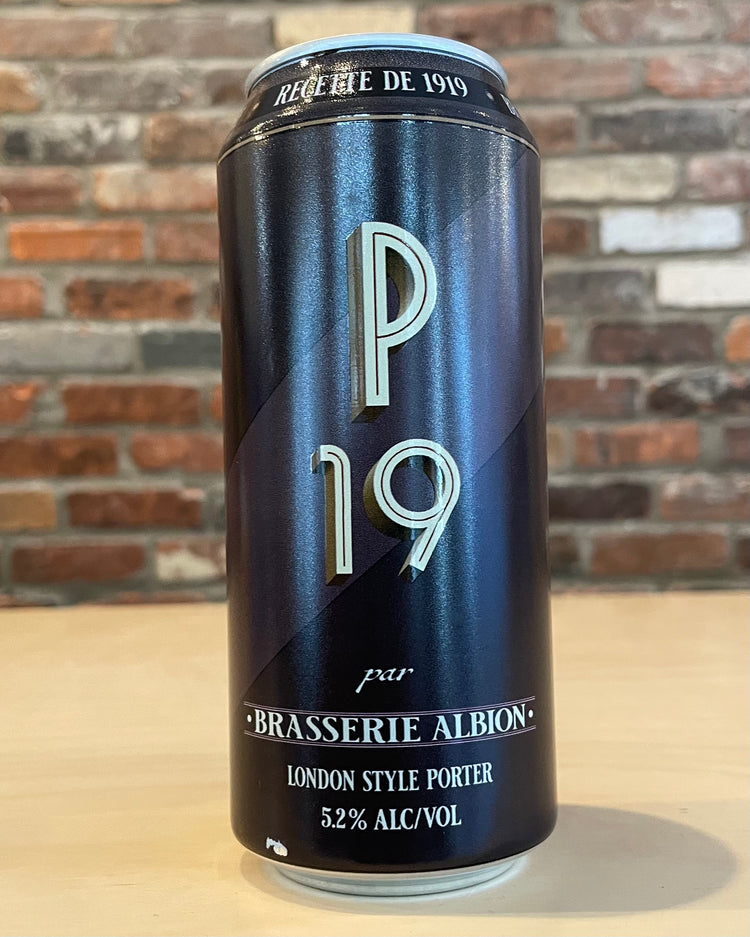 RECETTE DE 1919
P
19
par
• BRASSERIE ALBION •
LONDON STYLE PORTER
5.2% ALC/VOL